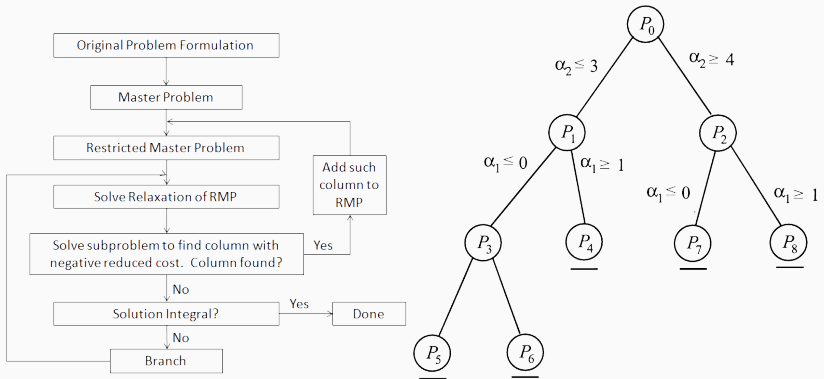 Original Problem Formulation
Master Problem
Restricted Master Problem
Solve Relaxation of RMP
Add such
column to
RMP
Solve subproblem to find column with
negative reduced cost. Column found?
Yes
No
Solution Integral?
Yes
Done
No
Branch
P0
α2 ≤ 3
α2 ≥ 4
P1
P2
α1 ≤ 0
α1 ≥ 1
α1 ≤ 0
α1 ≥ 1
P3
P4
P7
P8
P5
P6